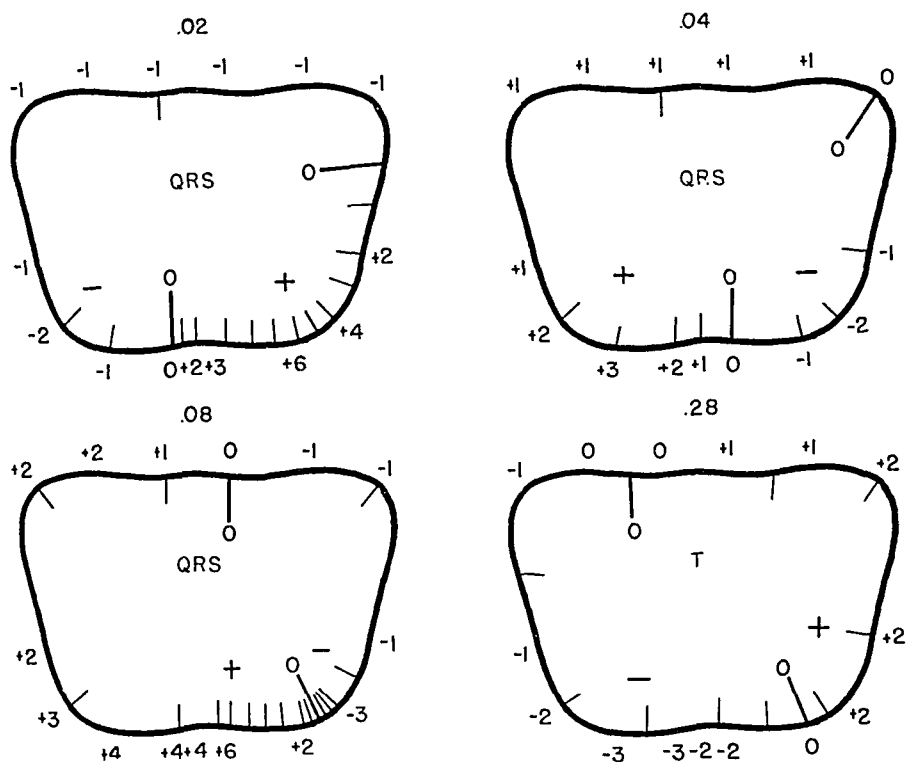 .02
-1 -1 -1 -1 -1 -1
0
QRS
-1 - 0 + +2
-2 +4
-1 0 +2 +3 +6
.04
+1 +1 +1 +1 +1 0
0
QRS
+1 + 0 - -1
+2 -2
+3 +2 +1 0 -1
.08
+2 +2 +1 0 -1 -1
0
QRS
+2 + 0 - -1
+3 -3
+4 +4 +4 +6 +2
.28
-1 0 0 +1 +1 +2
0
T
-1 - 0 + +2
-2 +2
-3 -3 -2 -2 0